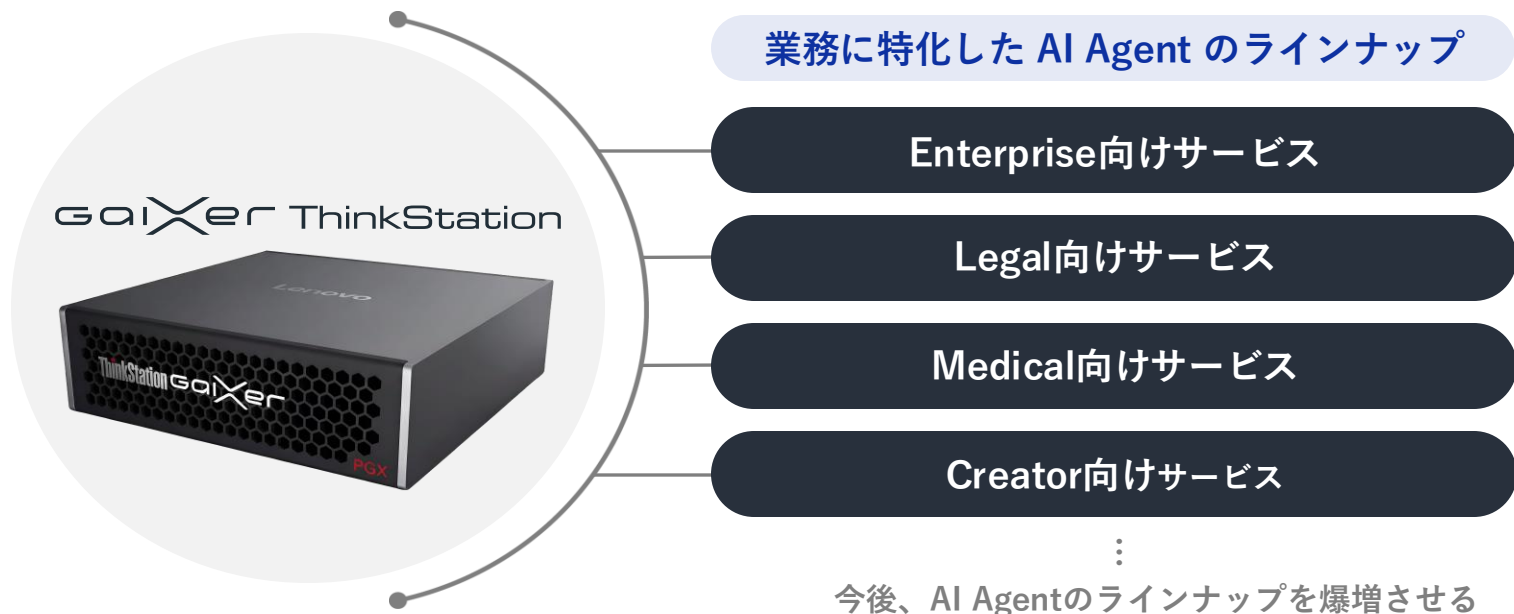 業務に特化した AI Agent のラインナップ
GaiXer ThinkStation
Lenovo
ThinkStation GaiXer
PGX
Enterprise向けサービス
Legal向けサービス
Medical向けサービス
Creator向けサービス
⋮
今後、AI Agentのラインナップを爆増させる